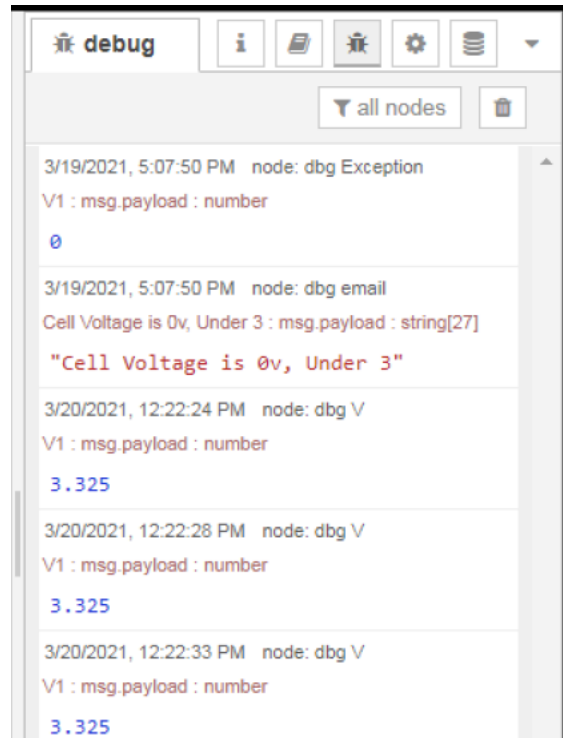 debug
i
all nodes
3/19/2021, 5:07:50 PM node: dbg Exception
V1 : msg.payload : number
0
3/19/2021, 5:07:50 PM node: dbg email
Cell Voltage is 0v, Under 3 : msg.payload : string[27]
"Cell Voltage is 0v, Under 3"
3/20/2021, 12:22:24 PM node: dbg V
V1 : msg.payload : number
3.325
3/20/2021, 12:22:28 PM node: dbg V
V1 : msg.payload : number
3.325
3/20/2021, 12:22:33 PM node: dbg V
V1 : msg.payload : number
3.325